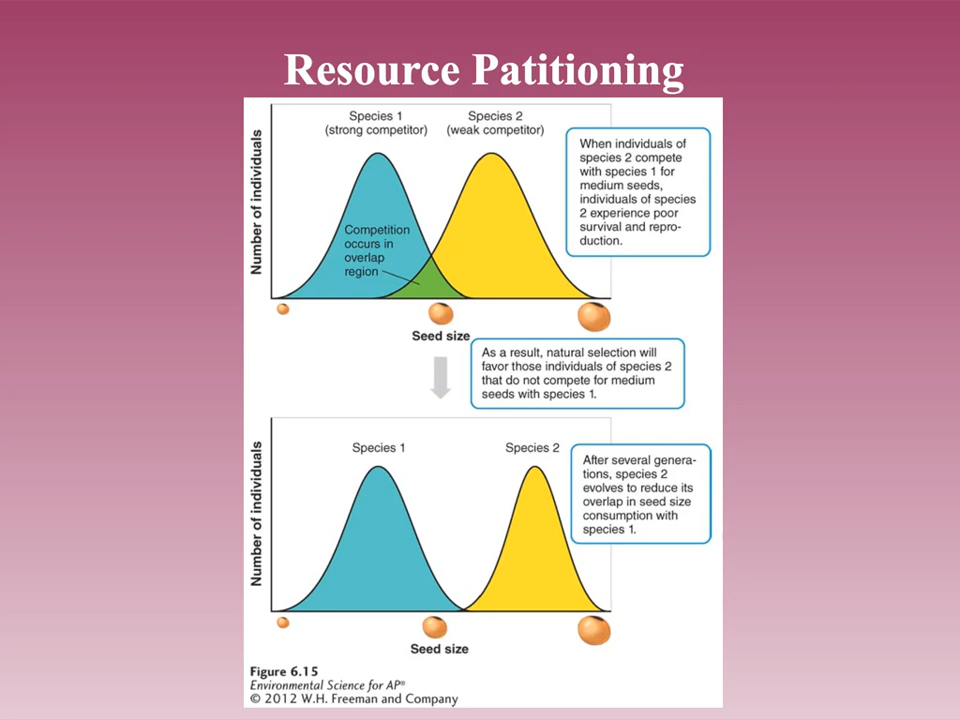 Resource Patitioning
Species 1
(strong competitor)
Species 2
(weak competitor)
Number of individuals
When individuals of
species 2 compete
with species 1 for
medium seeds,
individuals of species
2 experience poor
survival and repro-
duction.
Competition
occurs in
overlap
region
Seed size
As a result, natural selection will
favor those individuals of species 2
that do not compete for medium
seeds with species 1.
Number of individuals
Species 1
Species 2
After several genera-
tions, species 2
evolves to reduce its
overlap in seed size
consumption with
species 1.
Seed size
Figure 6.15
Environmental Science for AP®
© 2012 W.H. Freeman and Company